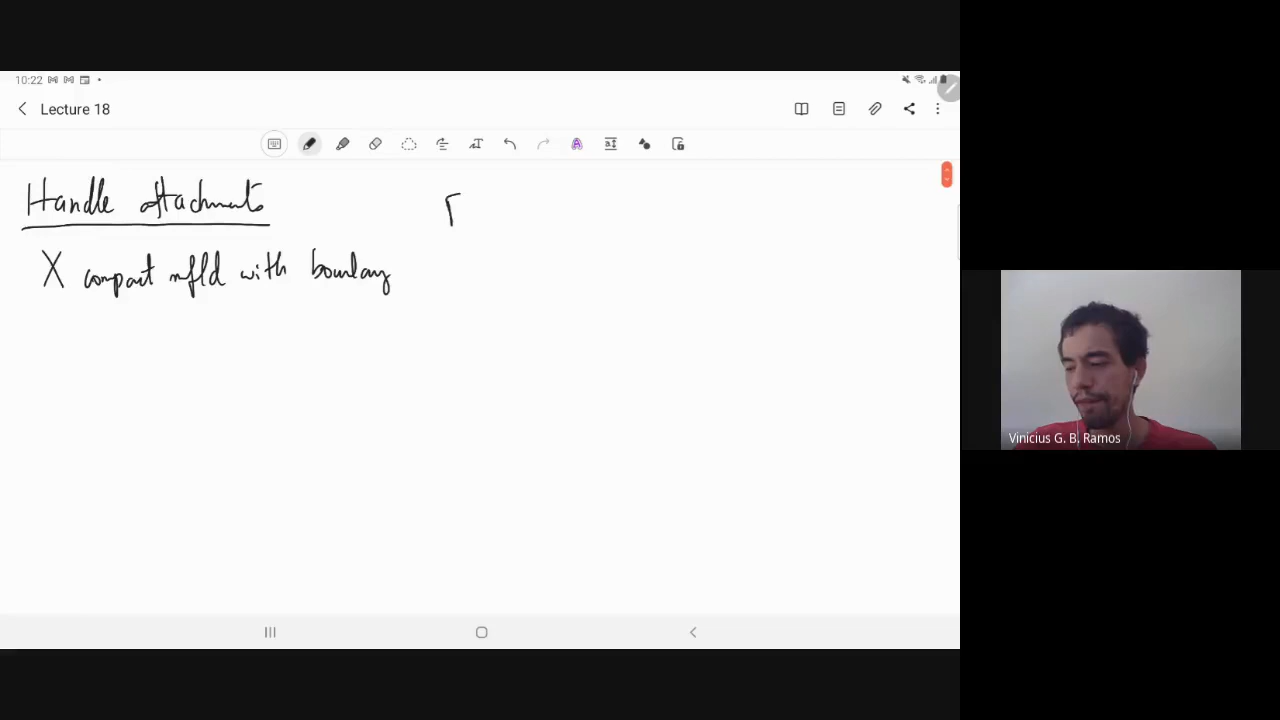 10:22
Lecture 18
Handle attachments
X compact mfld with boundary
Vinicius G. B. Ramos